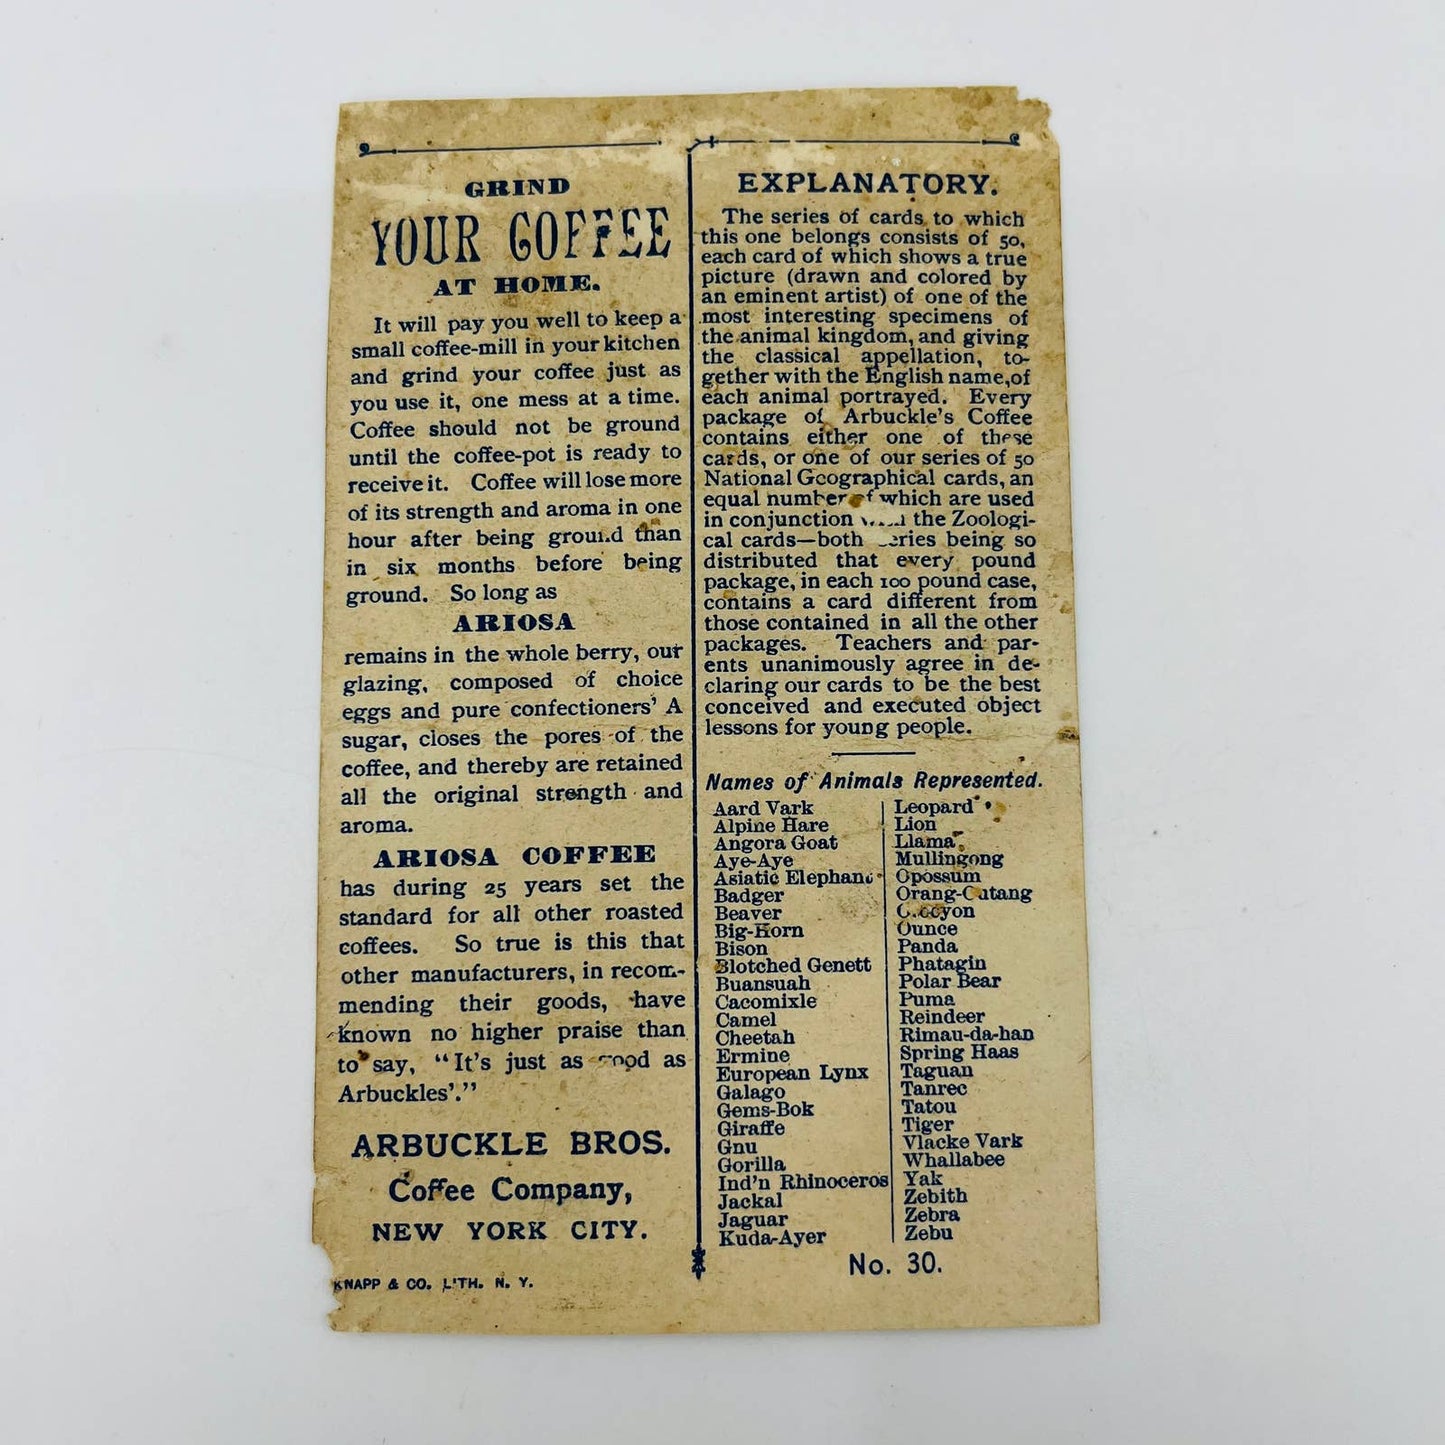 GRIND
YOUR COFFEE
AT HOME.
It will pay you well to keep a
small coffee-mill in your kitchen
and grind your coffee just as
you use it, one mess at a time.
Coffee should not be ground
until the coffee-pot is ready to
receive it. Coffee will lose more
of its strength and aroma in one
hour after being ground than
in six months before being
ground. So long as
ARIOSA
remains in the whole berry, our
glazing, composed of choice
eggs and pure confectioners' A
sugar, closes the pores of the
coffee, and thereby are retained
all the original strength and
aroma.
ARIOSA COFFEE
has during 25 years set the
standard for all other roasted
coffees. So true is this that
other manufacturers, in recom-
mending their goods, have
known no higher praise than
to say, "It's just as good as
Arbuckles'."
ARBUCKLE BROS.
Coffee Company,
NEW YORK CITY.
KNAPP & CO. LITH. N. Y.
EXPLANATORY.
The series of cards to which
this one belongs consists of 50,
each card of which shows a true
picture (drawn and colored by
an eminent artist) of one of the
most interesting specimens of
the animal kingdom, and giving
the classical appellation, to-
gether with the English name, of
each animal portrayed. Every
package of Arbuckle's Coffee
contains either one of these
cards, or one of our series of 50
National Geographical cards, an
equal number of which are used
in conjunction with the Zoologi-
cal cards—both series being so
distributed that every pound
package, in each 100 pound case,
contains a card different from
those contained in all the other
packages. Teachers and par-
ents unanimously agree in de-
claring our cards to be the best
conceived and executed object
lessons for young people.
Names of Animals Represented.
Aard Vark
Alpine Hare
Angora Goat
Aye-Aye
Asiatic Elephant
Badger
Beaver
Big-Horn
Bison
Blotched Genett
Buansuah
Cacomixle
Camel
Cheetah
Ermine
European Lynx
Galago
Gems-Bok
Giraffe
Gnu
Gorilla
Ind'n Rhinoceros
Jackal
Jaguar
Kuda-Ayer
Leopard
Lion
Llama
Mullingong
Opossum
Orang-Outang
Ounce
Panda
Phatagin
Polar Bear
Puma
Reindeer
Rimau-da-han
Spring Haas
Taguan
Tanrec
Tatou
Tiger
Vlacke Vark
Whallabee
Yak
Zebith
Zebra
Zebu
No. 30.